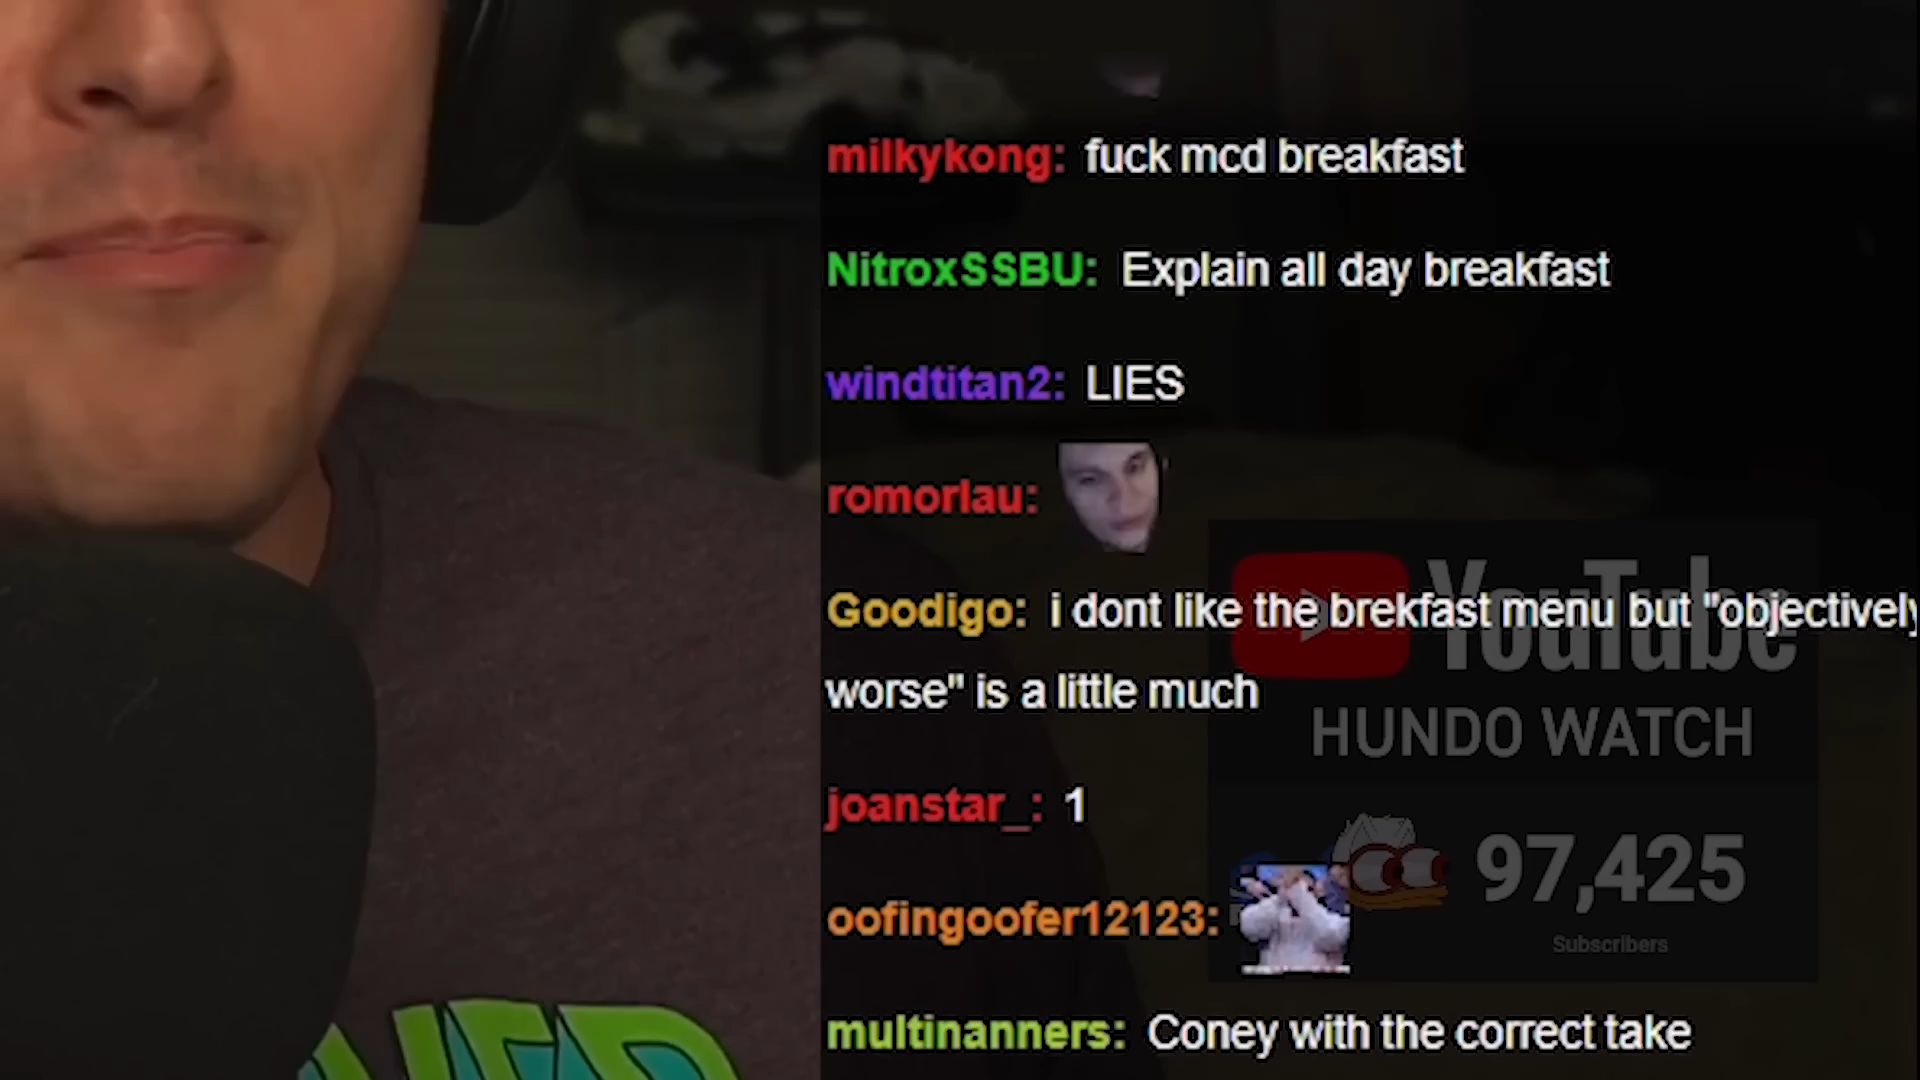 milkykong: fuck mcd breakfast
NitroxSSBU: Explain all day breakfast
windtitan2: LIES
romorlau:
Goodigo: i dont like the brekfast menu but "objectively
worse" is a little much
YouTube
HUNDO WATCH
joanstar_: 1
97,425
oofingoofer12123:
Subscribers
multinanners: Coney with the correct take